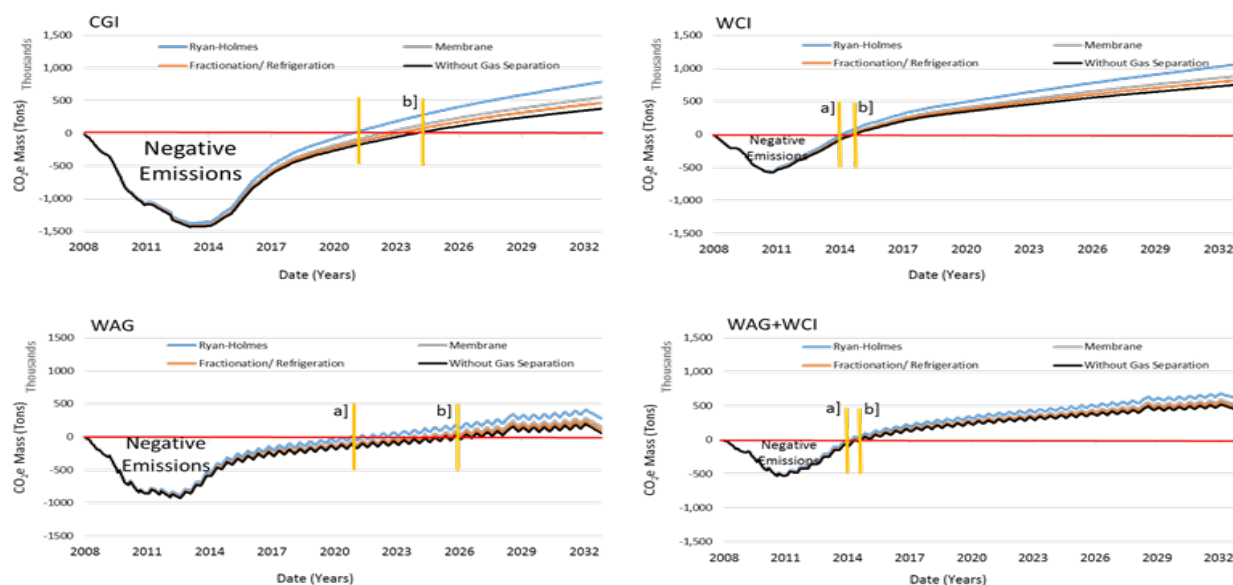 CGI
1,500
Thousands
Ryan-Holmes
Membrane
1,000
Fractionation/ Refrigeration
Without Gas Separation
500
b]
0
-500
-1,000
-1,500
CO₂e Mass (Tons)
Negative
Emissions
2008 2011 2014 2017 2020 2023 2026 2029 2032
Date (Years)
WCI
1,500
Thousands
Ryan-Holmes
Membrane
1,000
Fractionation/ Refrigeration
Without Gas Separation
500
a] b]
0
-500
-1,000
-1,500
CO₂e Mass (Tons)
Negative
Emissions
2008 2011 2014 2017 2020 2023 2026 2029 2032
Date (Years)
WAG
1500
Thousands
Ryan-Holmes
Membrane
1000
Fractionation/ Refrigeration
Without Gas Separation
500
a] b]
0
-500
-1000
-1500
CO₂e Mass (Tons)
Negative
Emissions
2008 2011 2014 2017 2020 2023 2026 2029 2032
Date (Years)
WAG+WCI
1,500
Thousands
Ryan-Holmes
Membrane
1,000
Fractionation/ Refrigeration
Without Gas Separation
500
a] b]
0
-500
-1,000
-1,500
CO₂e Mass (Tons)
Negative
Emissions
2008 2011 2014 2017 2020 2023 2026 2029 2032
Date (Years)